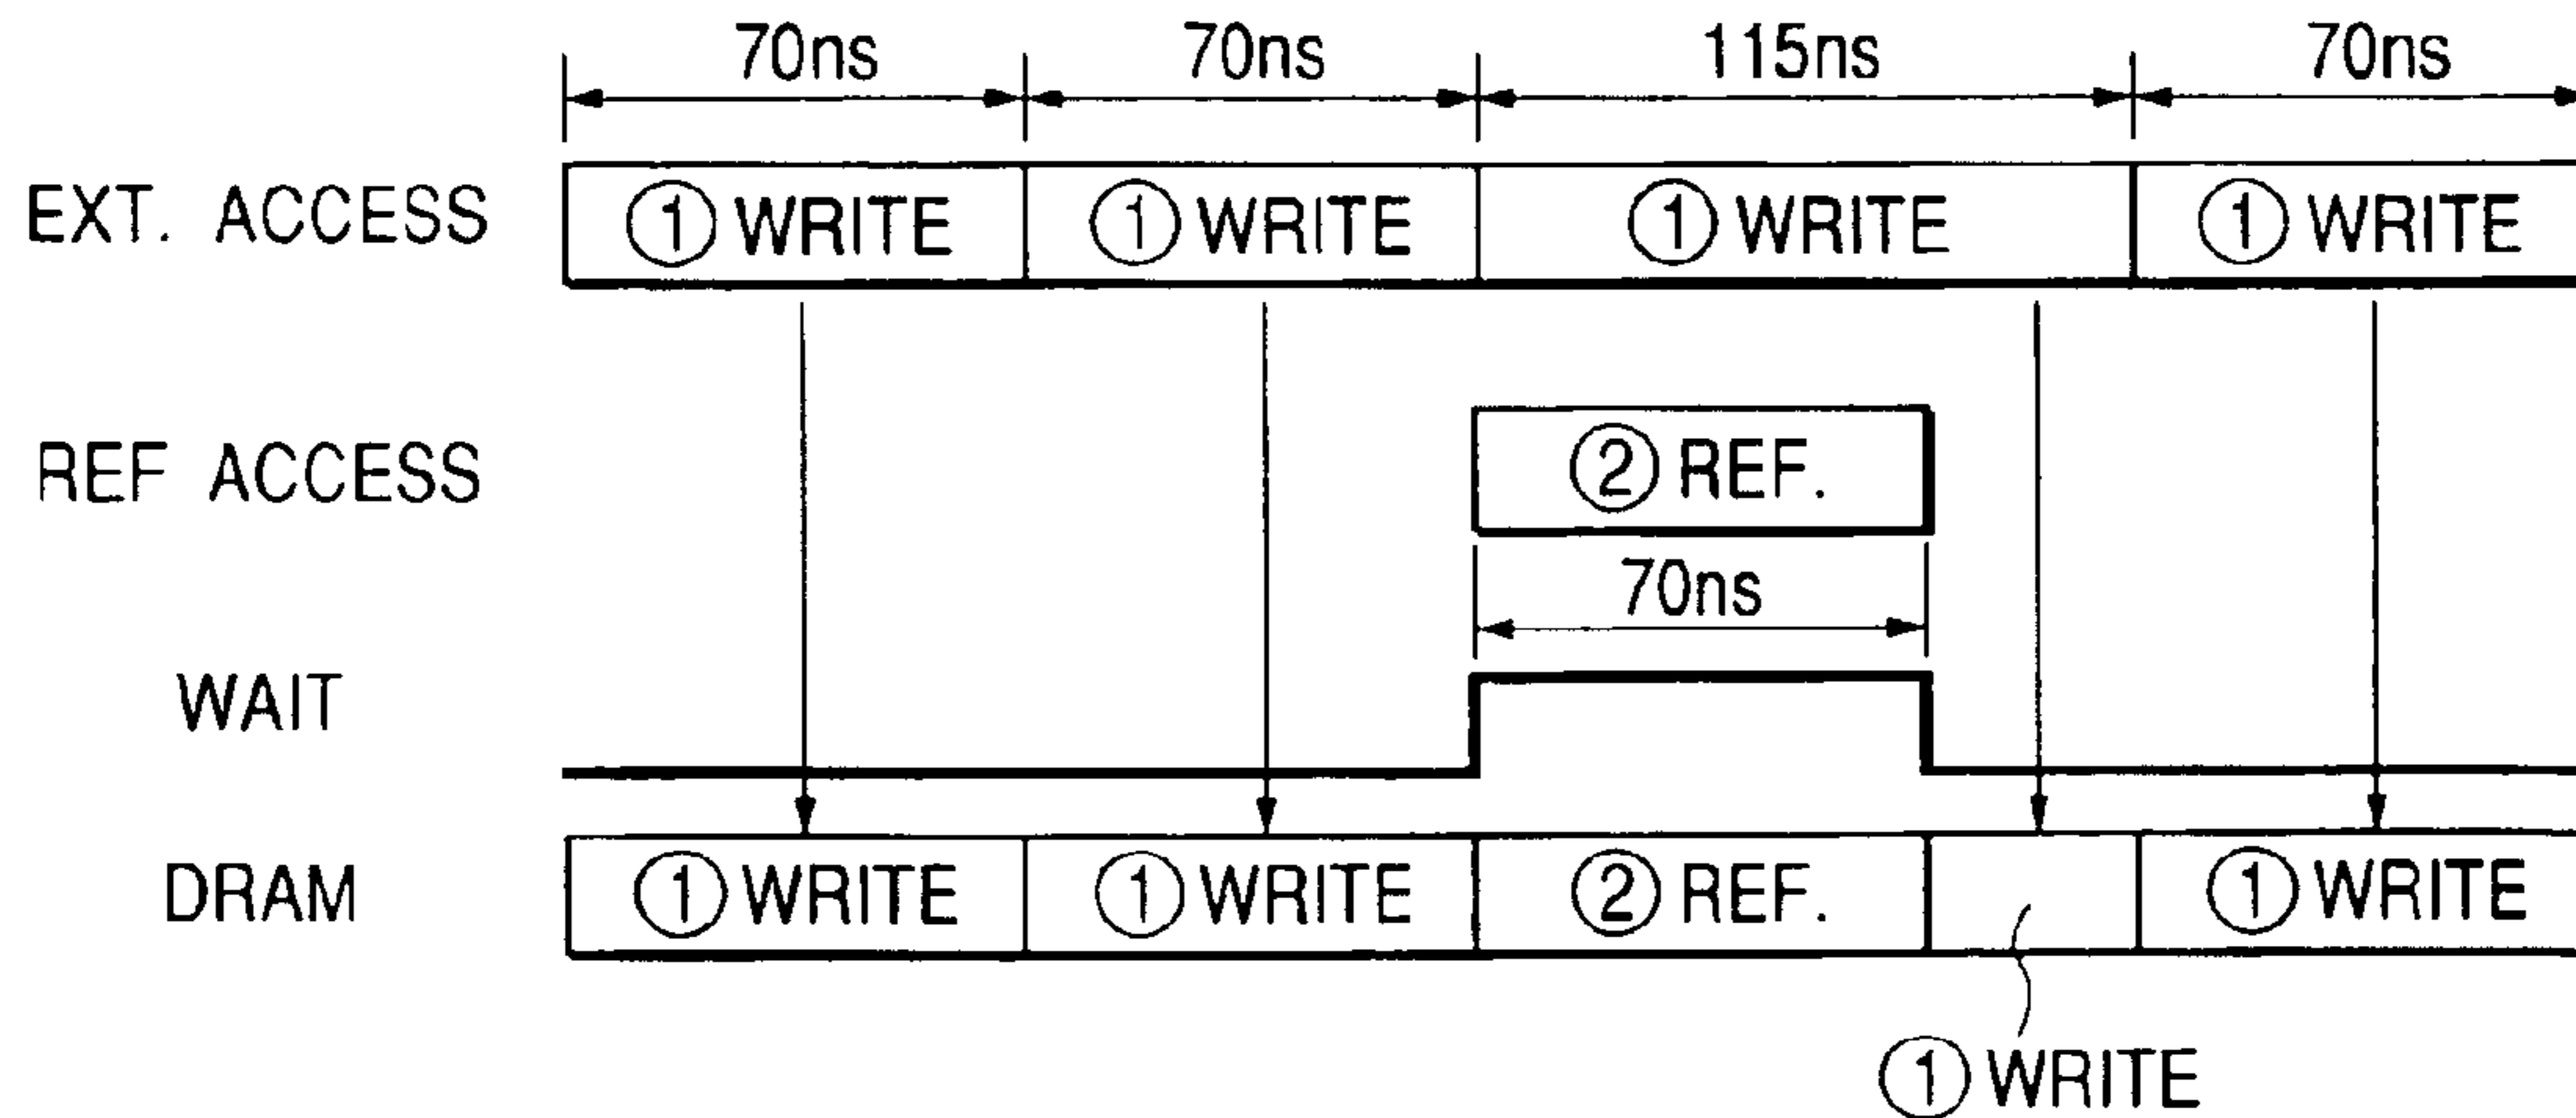 70ns 70ns 115ns 70ns
EXT. ACCESS ① WRITE ① WRITE ① WRITE ① WRITE
REF ACCESS ② REF.
70ns
WAIT
DRAM ① WRITE ① WRITE ② REF. ① WRITE
① WRITE